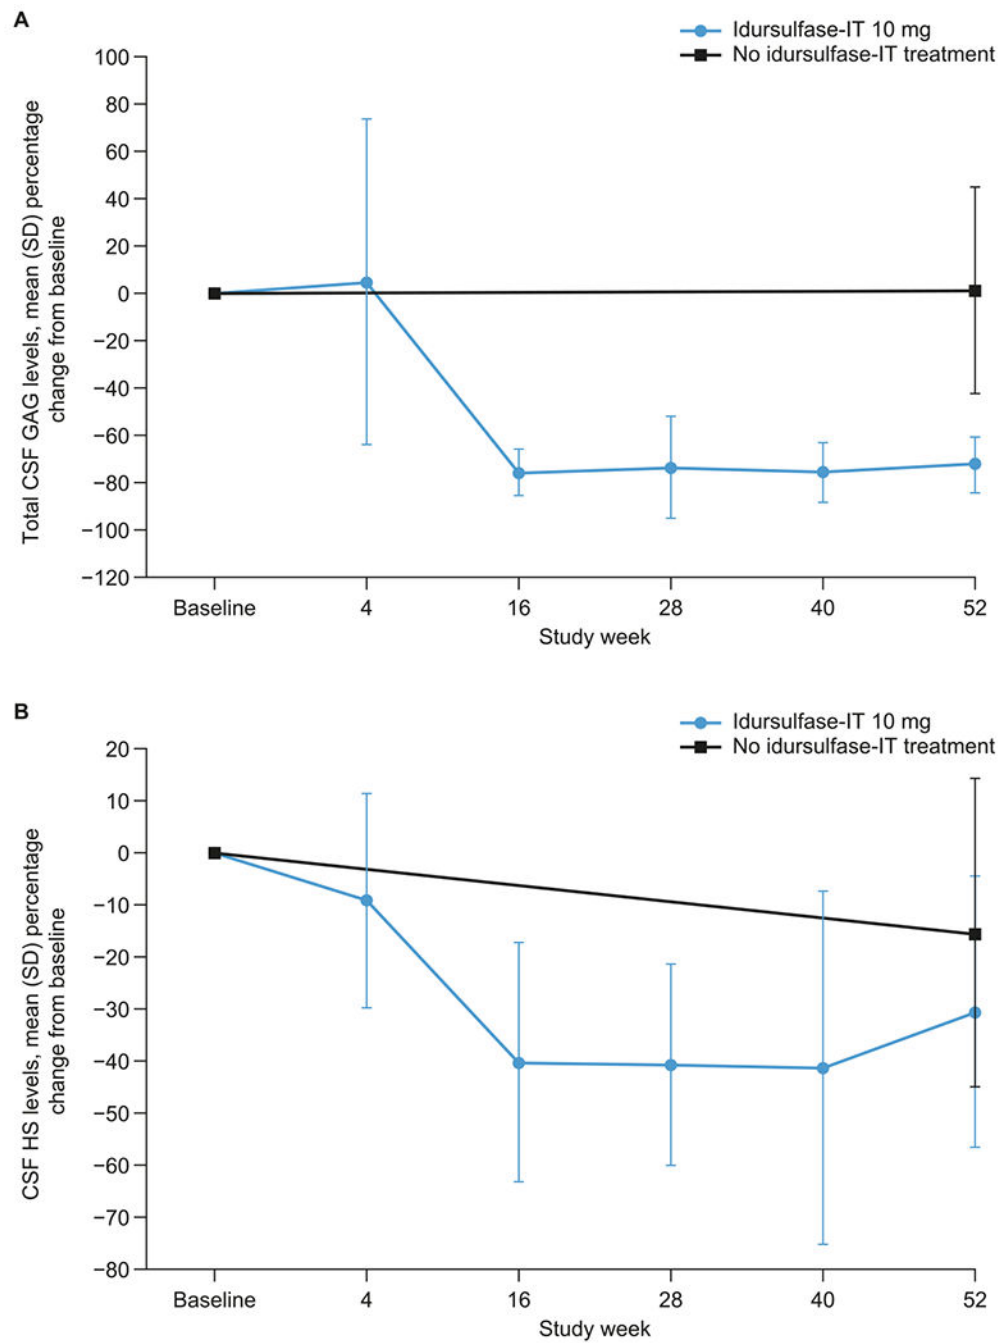 A
Idursulfase-IT 10 mg
No idursulfase-IT treatment
Total CSF GAG levels, mean (SD) percentage
change from baseline
100
80
60
40
20
0
−20
−40
−60
−80
−100
−120
Baseline 4 16 28 40 52
Study week
B
Idursulfase-IT 10 mg
No idursulfase-IT treatment
CSF HS levels, mean (SD) percentage
change from baseline
20
10
0
−10
−20
−30
−40
−50
−60
−70
−80
Baseline 4 16 28 40 52
Study week